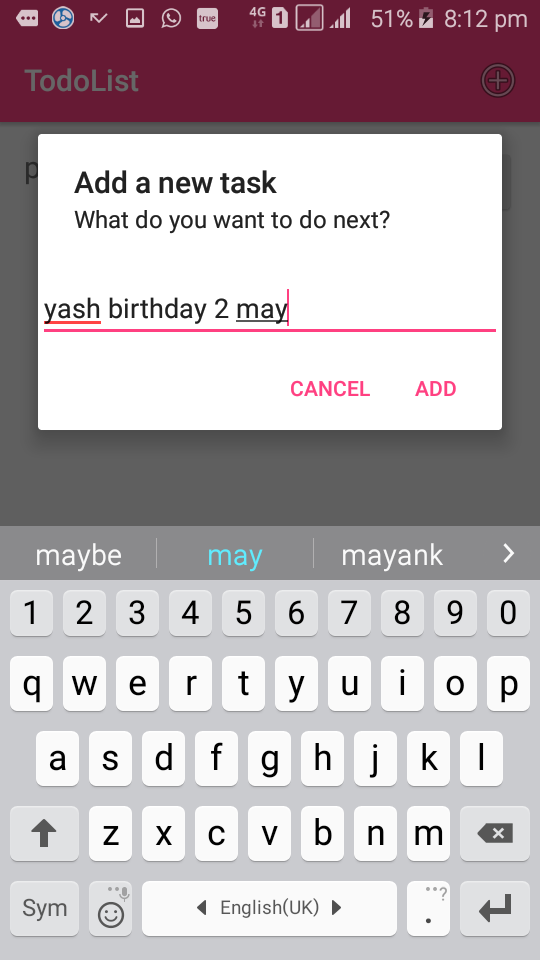 true 4G 1 51% 8:12 pm
TodoList
p
Add a new task
What do you want to do next?
yash birthday 2 may
CANCEL ADD
maybe may mayank
1 2 3 4 5 6 7 8 9 0
q w e r t y u i o p
a s d f g h j k l
z x c v b n m
Sym English(UK) . ?